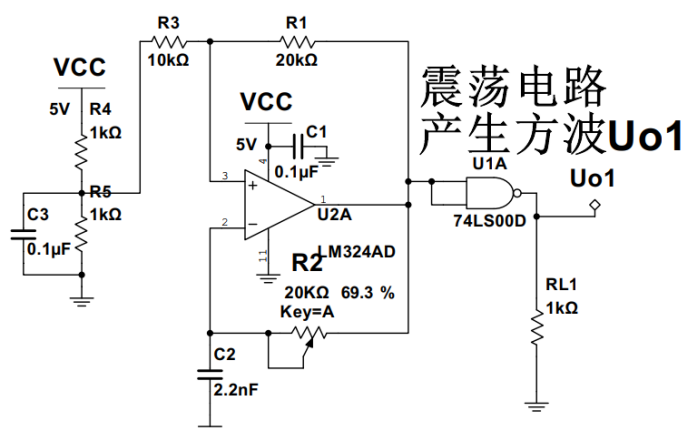 R3
10kΩ
R1
20kΩ
VCC
5V
R4
1kΩ
R5
1kΩ
C3
0.1μF
VCC
5V
C1
0.1μF
4
3
2
1
11
U2A
LM324AD
R2
20KΩ 69.3 %
Key=A
C2
2.2nF
震荡电路
产生方波Uo1
U1A
74LS00D
Uo1
RL1
1kΩ